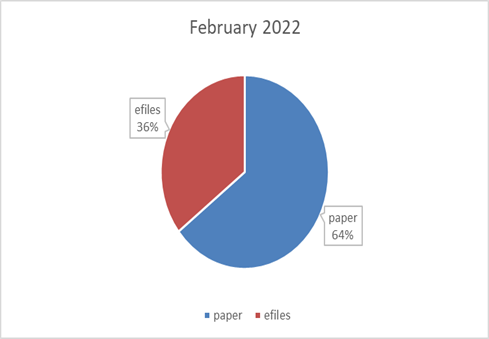 February 2022
efiles
36%
paper
64%
paper efiles